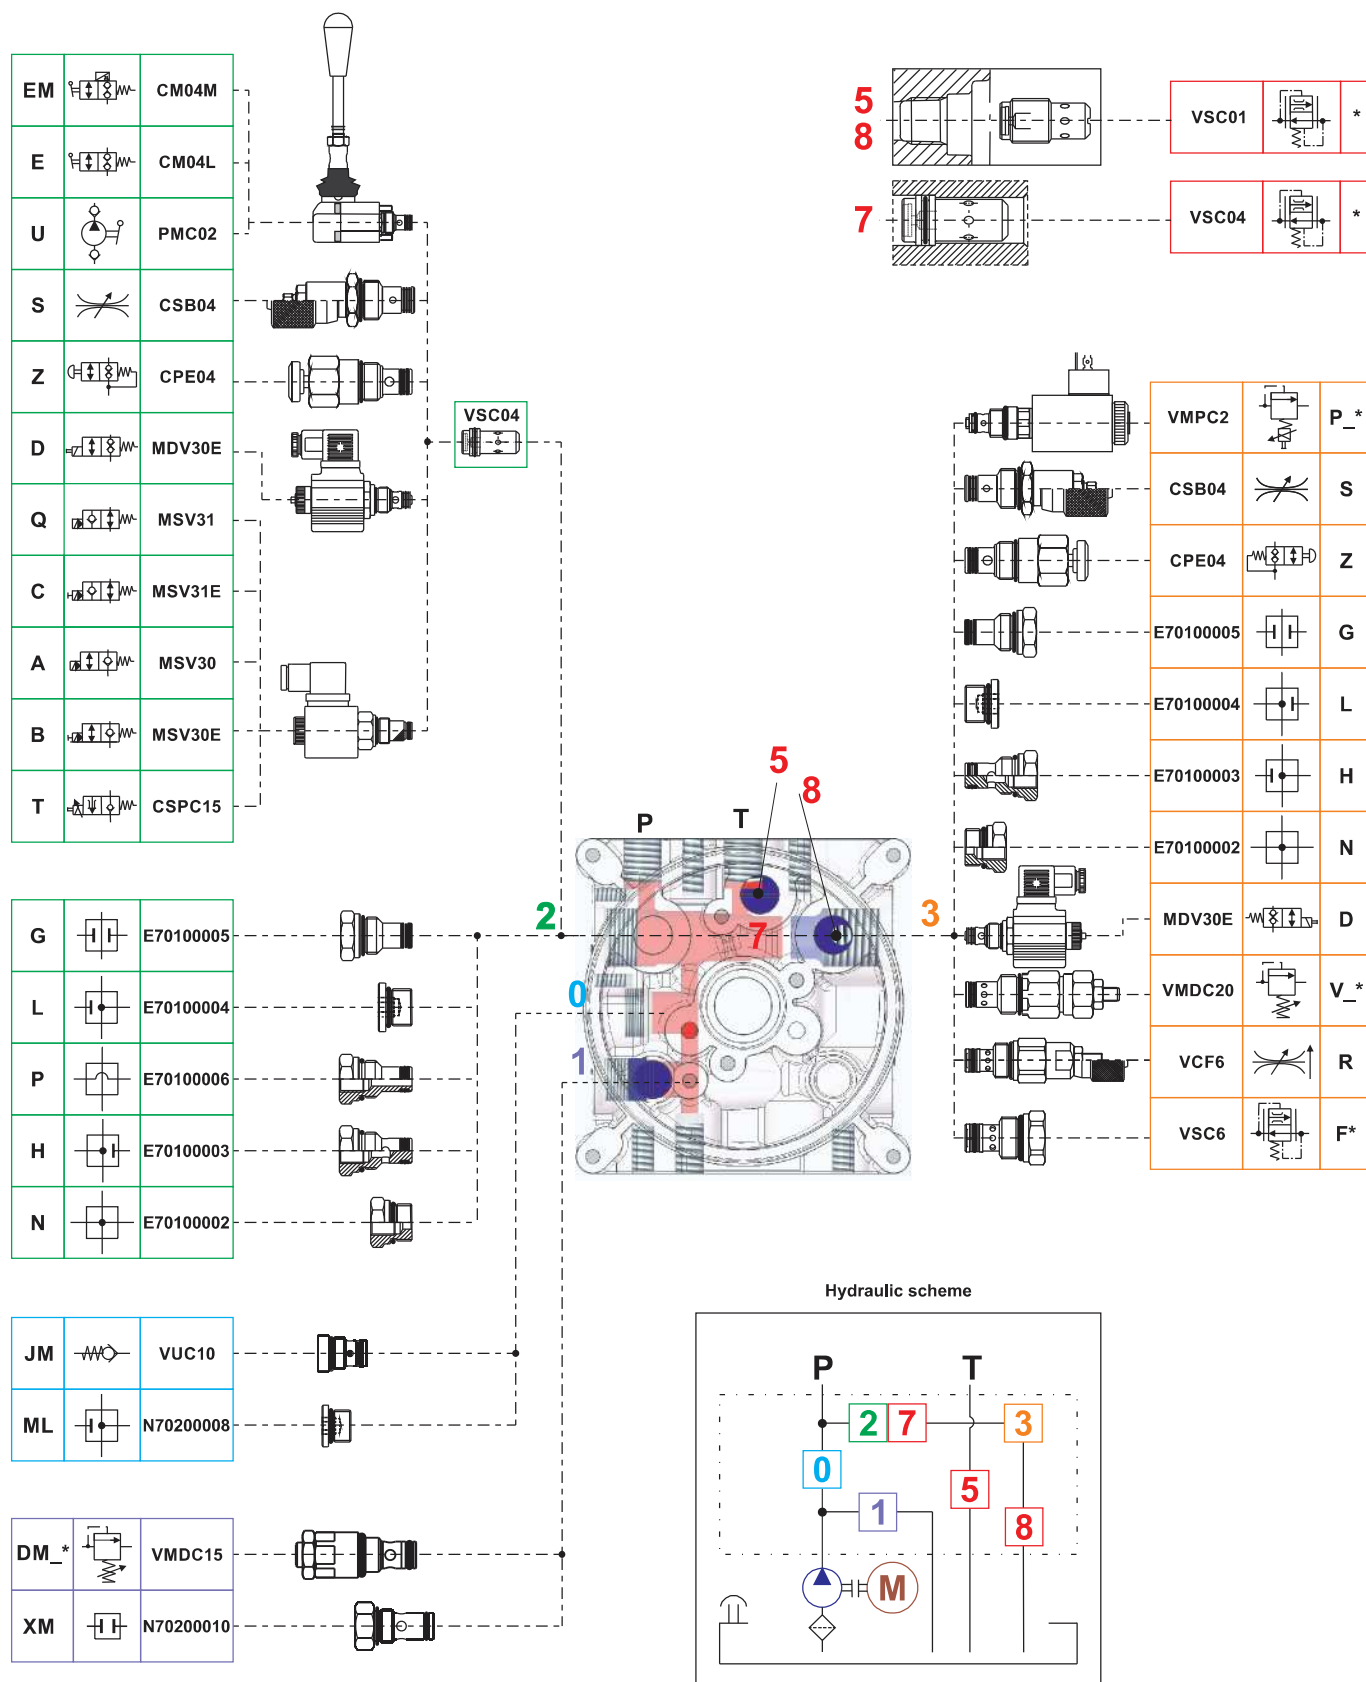 EM CM04M
E CM04L
U PMC02
S CSB04
Z CPE04
D MDV30E
Q MSV31
C MSV31E
A MSV30
B MSV30E
T CSPC15
VSC04
5
8
VSC01 *
7
VSC04 *
VMPC2 P_*
CSB04 S
CPE04 Z
E70100005 G
E70100004 L
E70100003 H
E70100002 N
MDV30E D
VMDC20 V_*
VCF6 R
VSC6 F*
5
8
P T
2
7
3
0
1
G E70100005
L E70100004
P E70100006
H E70100003
N E70100002
JM VUC10
ML N70200008
DM_* VMDC15
XM N70200010
Hydraulic scheme
P T
2 7 3
0
5
1
8
M